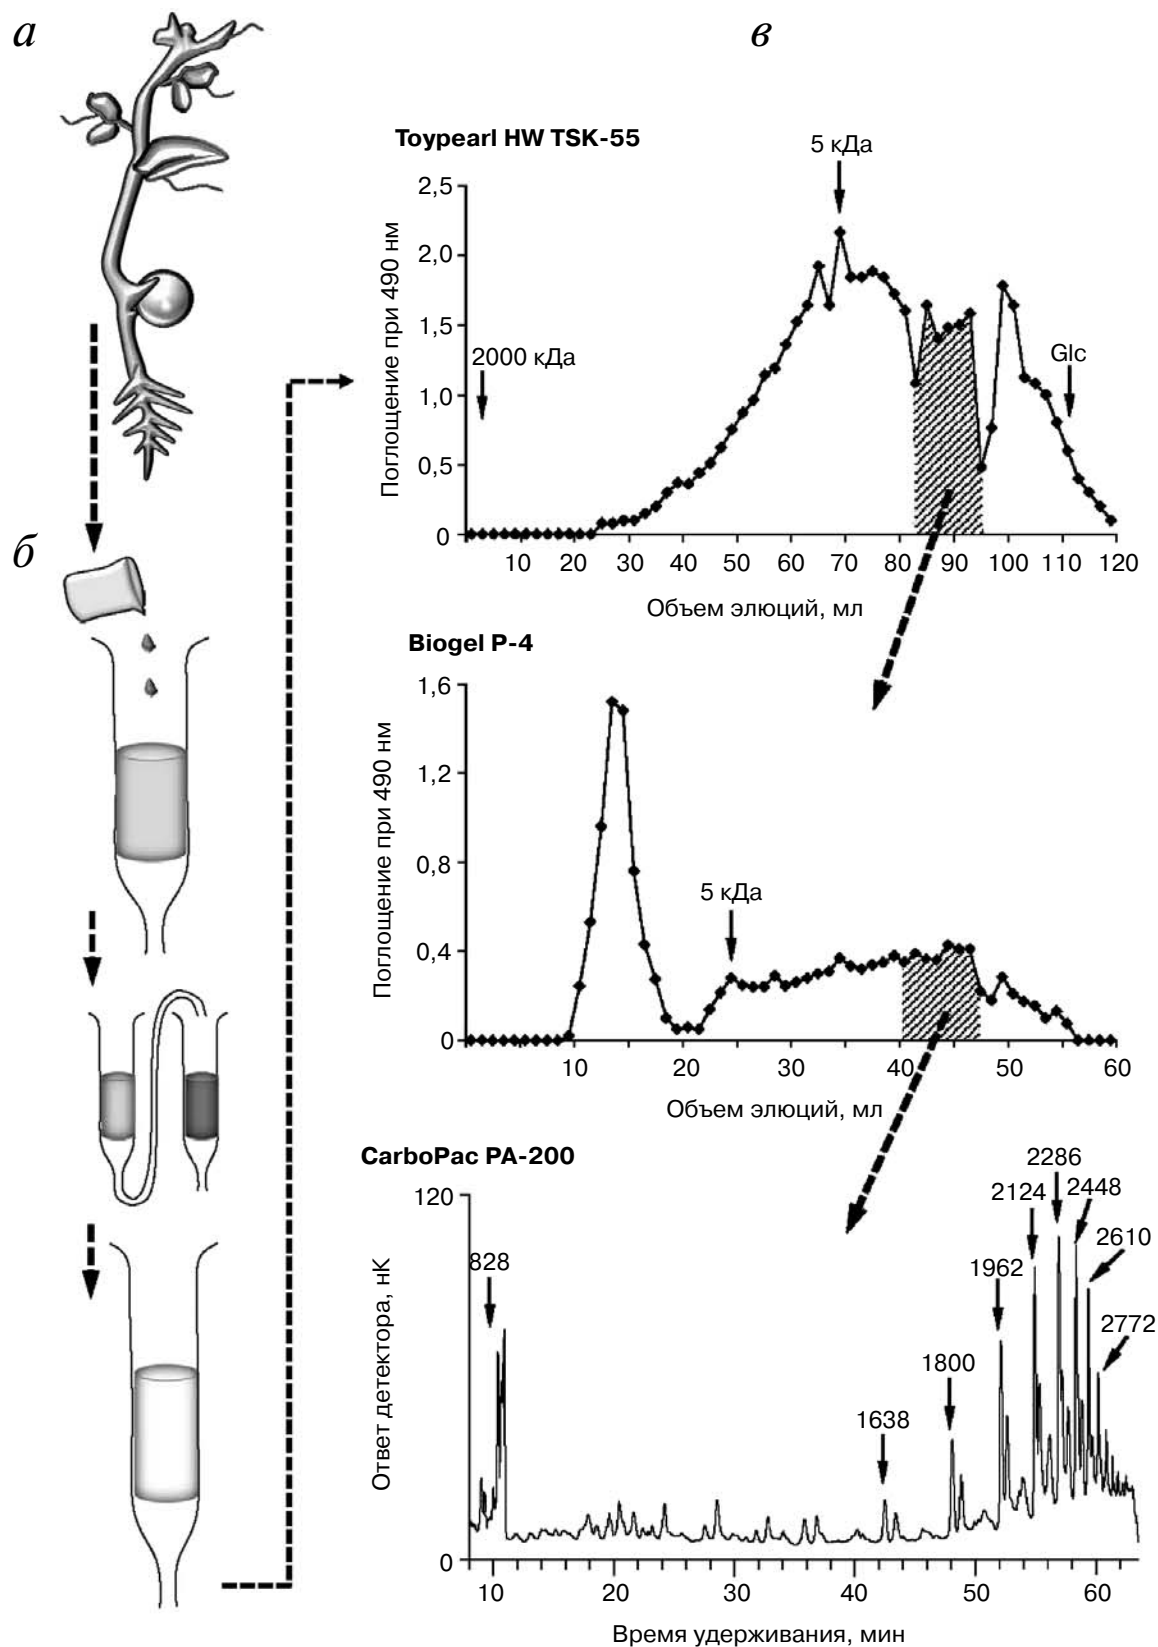 а
в
Toypearl HW TSK-55
5 кДа
2,5
2,0
1,5
1,0
0,5
0
Поглощение при 490 нм
2000 кДа
Glc
10 20 30 40 50 60 70 80 90 100 110 120
Объем элюций, мл
б
Biogel P-4
1,6
1,2
0,8
0,4
0
Поглощение при 490 нм
5 кДа
10 20 30 40 50 60
Объем элюций, мл
CarboPac PA-200
120
0
Ответ детектора, нК
828
1638
1800
1962
2124
2286
2448
2610
2772
10 20 30 40 50 60
Время удерживания, мин